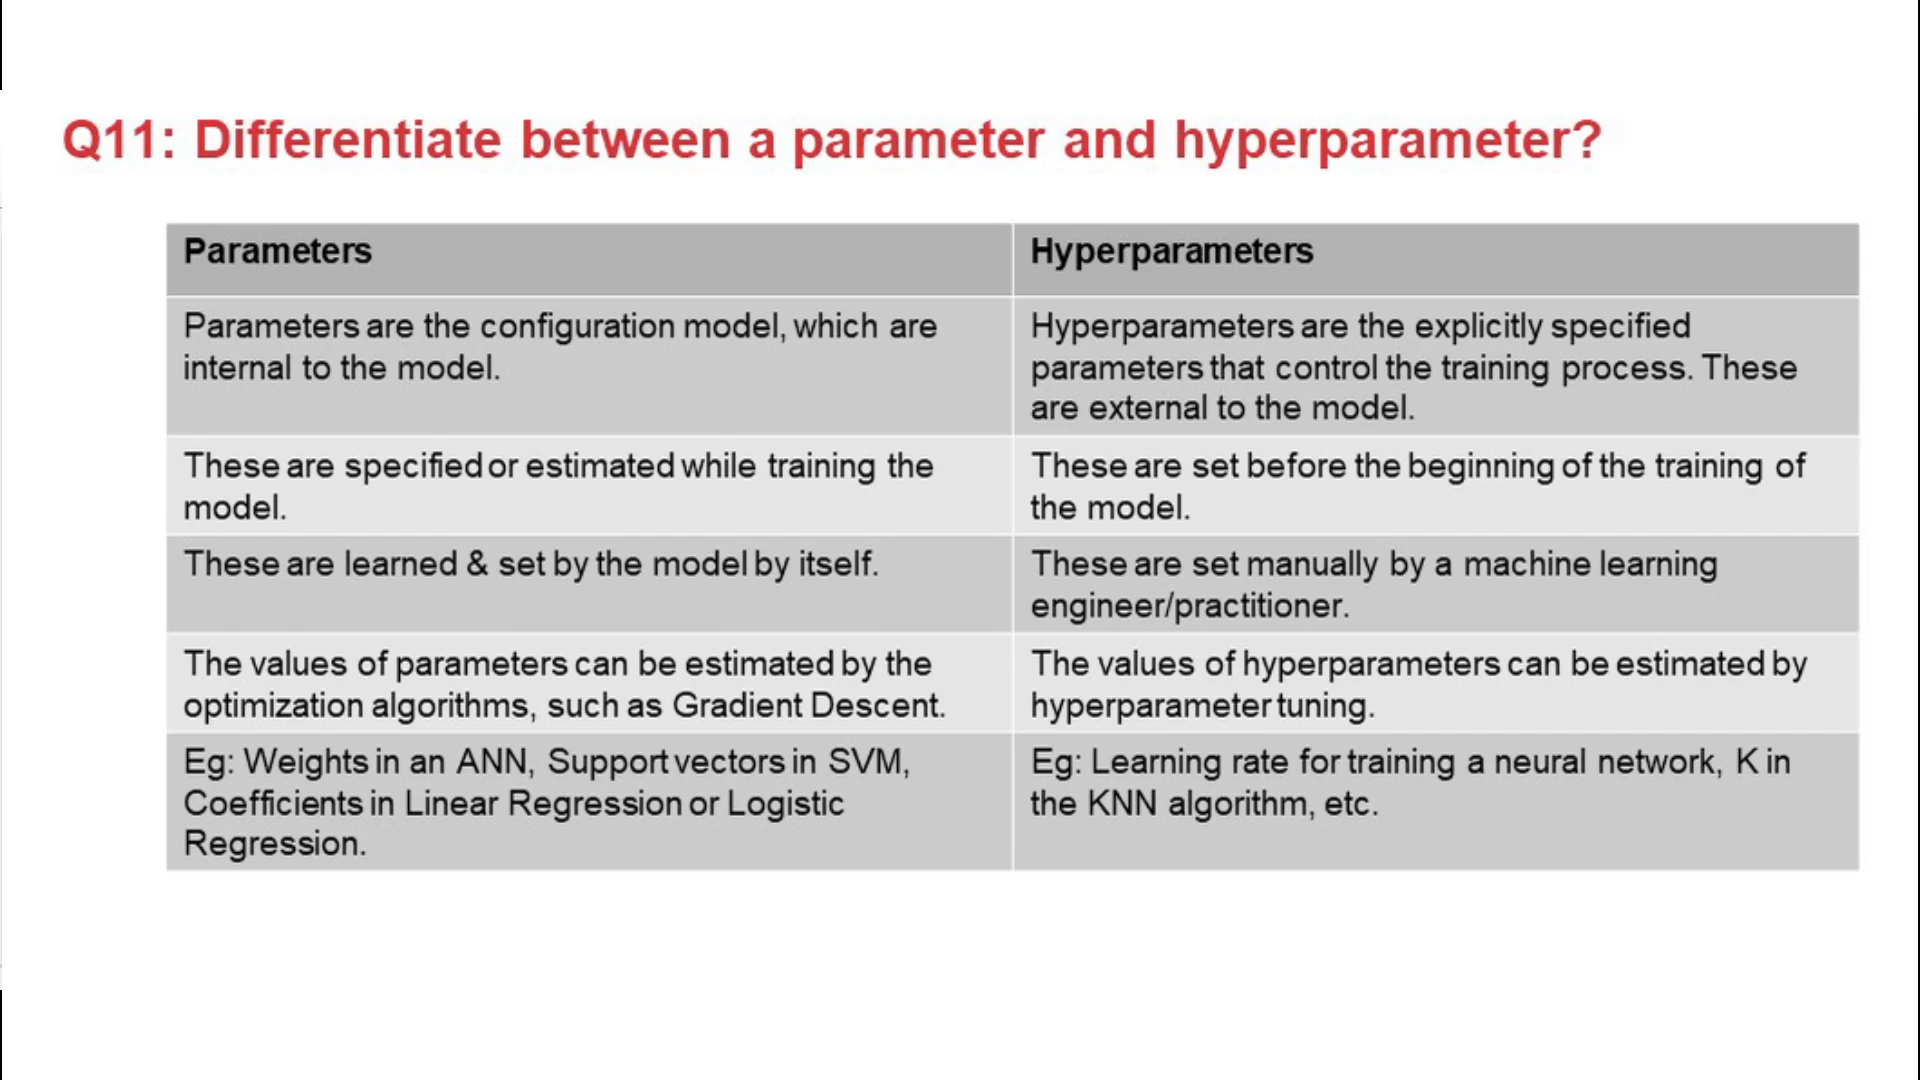 Q11: Differentiate between a parameter and hyperparameter?
Parameters
Hyperparameters
Parameters are the configuration model, which are
internal to the model.
Hyperparameters are the explicitly specified
parameters that control the training process. These
are external to the model.
These are specified or estimated while training the
model.
These are set before the beginning of the training of
the model.
These are learned & set by the model by itself.
These are set manually by a machine learning
engineer/practitioner.
The values of parameters can be estimated by the
optimization algorithms, such as Gradient Descent.
The values of hyperparameters can be estimated by
hyperparameter tuning.
Eg: Weights in an ANN, Support vectors in SVM,
Coefficients in Linear Regression or Logistic
Regression.
Eg: Learning rate for training a neural network, K in
the KNN algorithm, etc.